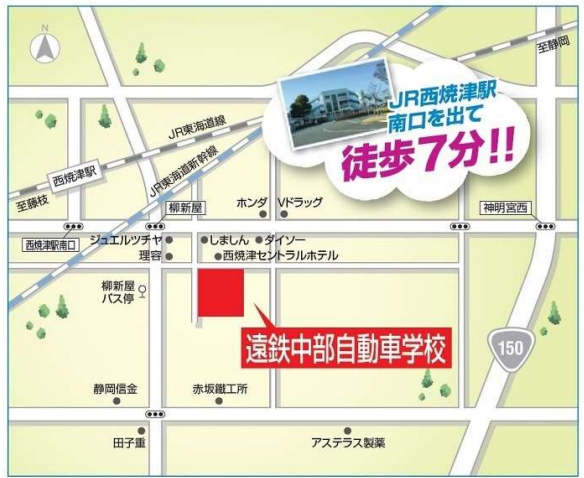 N
至静岡
JR西焼津駅
南口を出て
徒歩7分!!
JR東海道線
JR東海道新幹線
西焼津駅
至藤枝
柳新屋
ホンダ
Vドラッグ
神明宮西
西焼津駅南口
ジュエルツチヤ
しましん
ダイソー
理容
西焼津セントラルホテル
柳新屋
バス停
遠鉄中部自動車学校
150
静岡信金
赤坂鐵工所
田子重
アステラス製薬